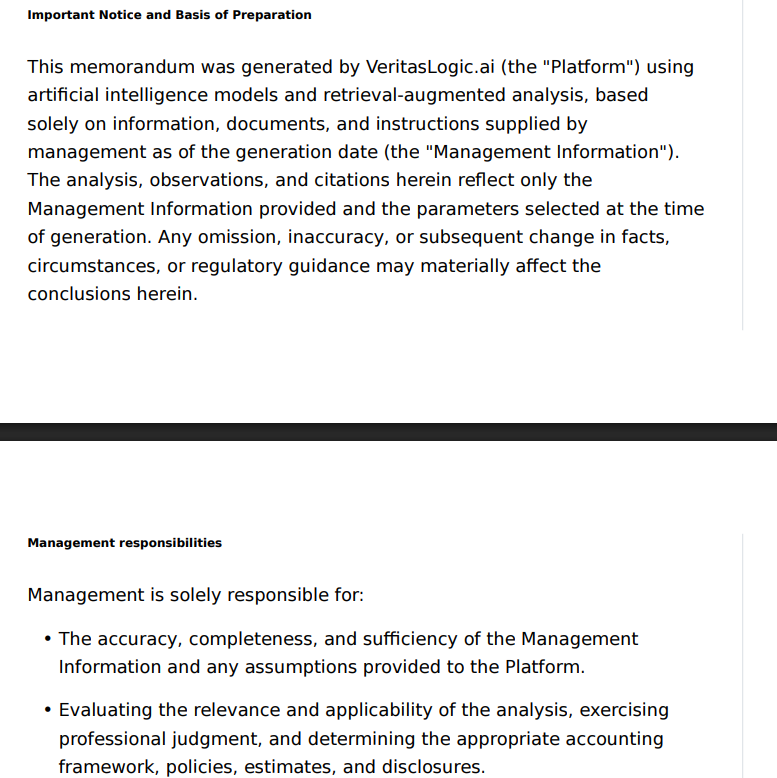 Important Notice and Basis of Preparation
This memorandum was generated by VeritasLogic.ai (the "Platform") using
artificial intelligence models and retrieval-augmented analysis, based
solely on information, documents, and instructions supplied by
management as of the generation date (the "Management Information").
The analysis, observations, and citations herein reflect only the
Management Information provided and the parameters selected at the time
of generation. Any omission, inaccuracy, or subsequent change in facts,
circumstances, or regulatory guidance may materially affect the
conclusions herein.
Management responsibilities
Management is solely responsible for:
• The accuracy, completeness, and sufficiency of the Management
Information and any assumptions provided to the Platform.
• Evaluating the relevance and applicability of the analysis, exercising
professional judgment, and determining the appropriate accounting
framework, policies, estimates, and disclosures.